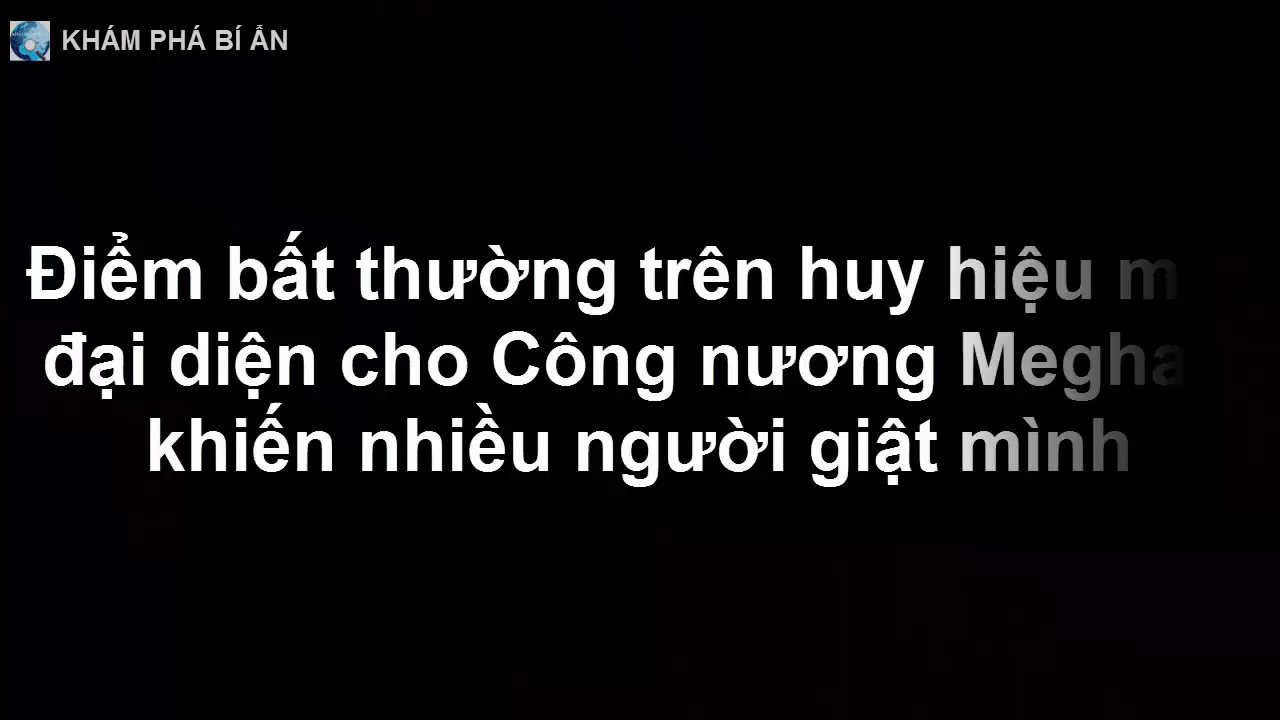 KHÁM PHÁ BÍ ẨN
Điểm bất thường trên huy hiệu
đại diện cho Công nương Megha
khiến nhiều người giật mình